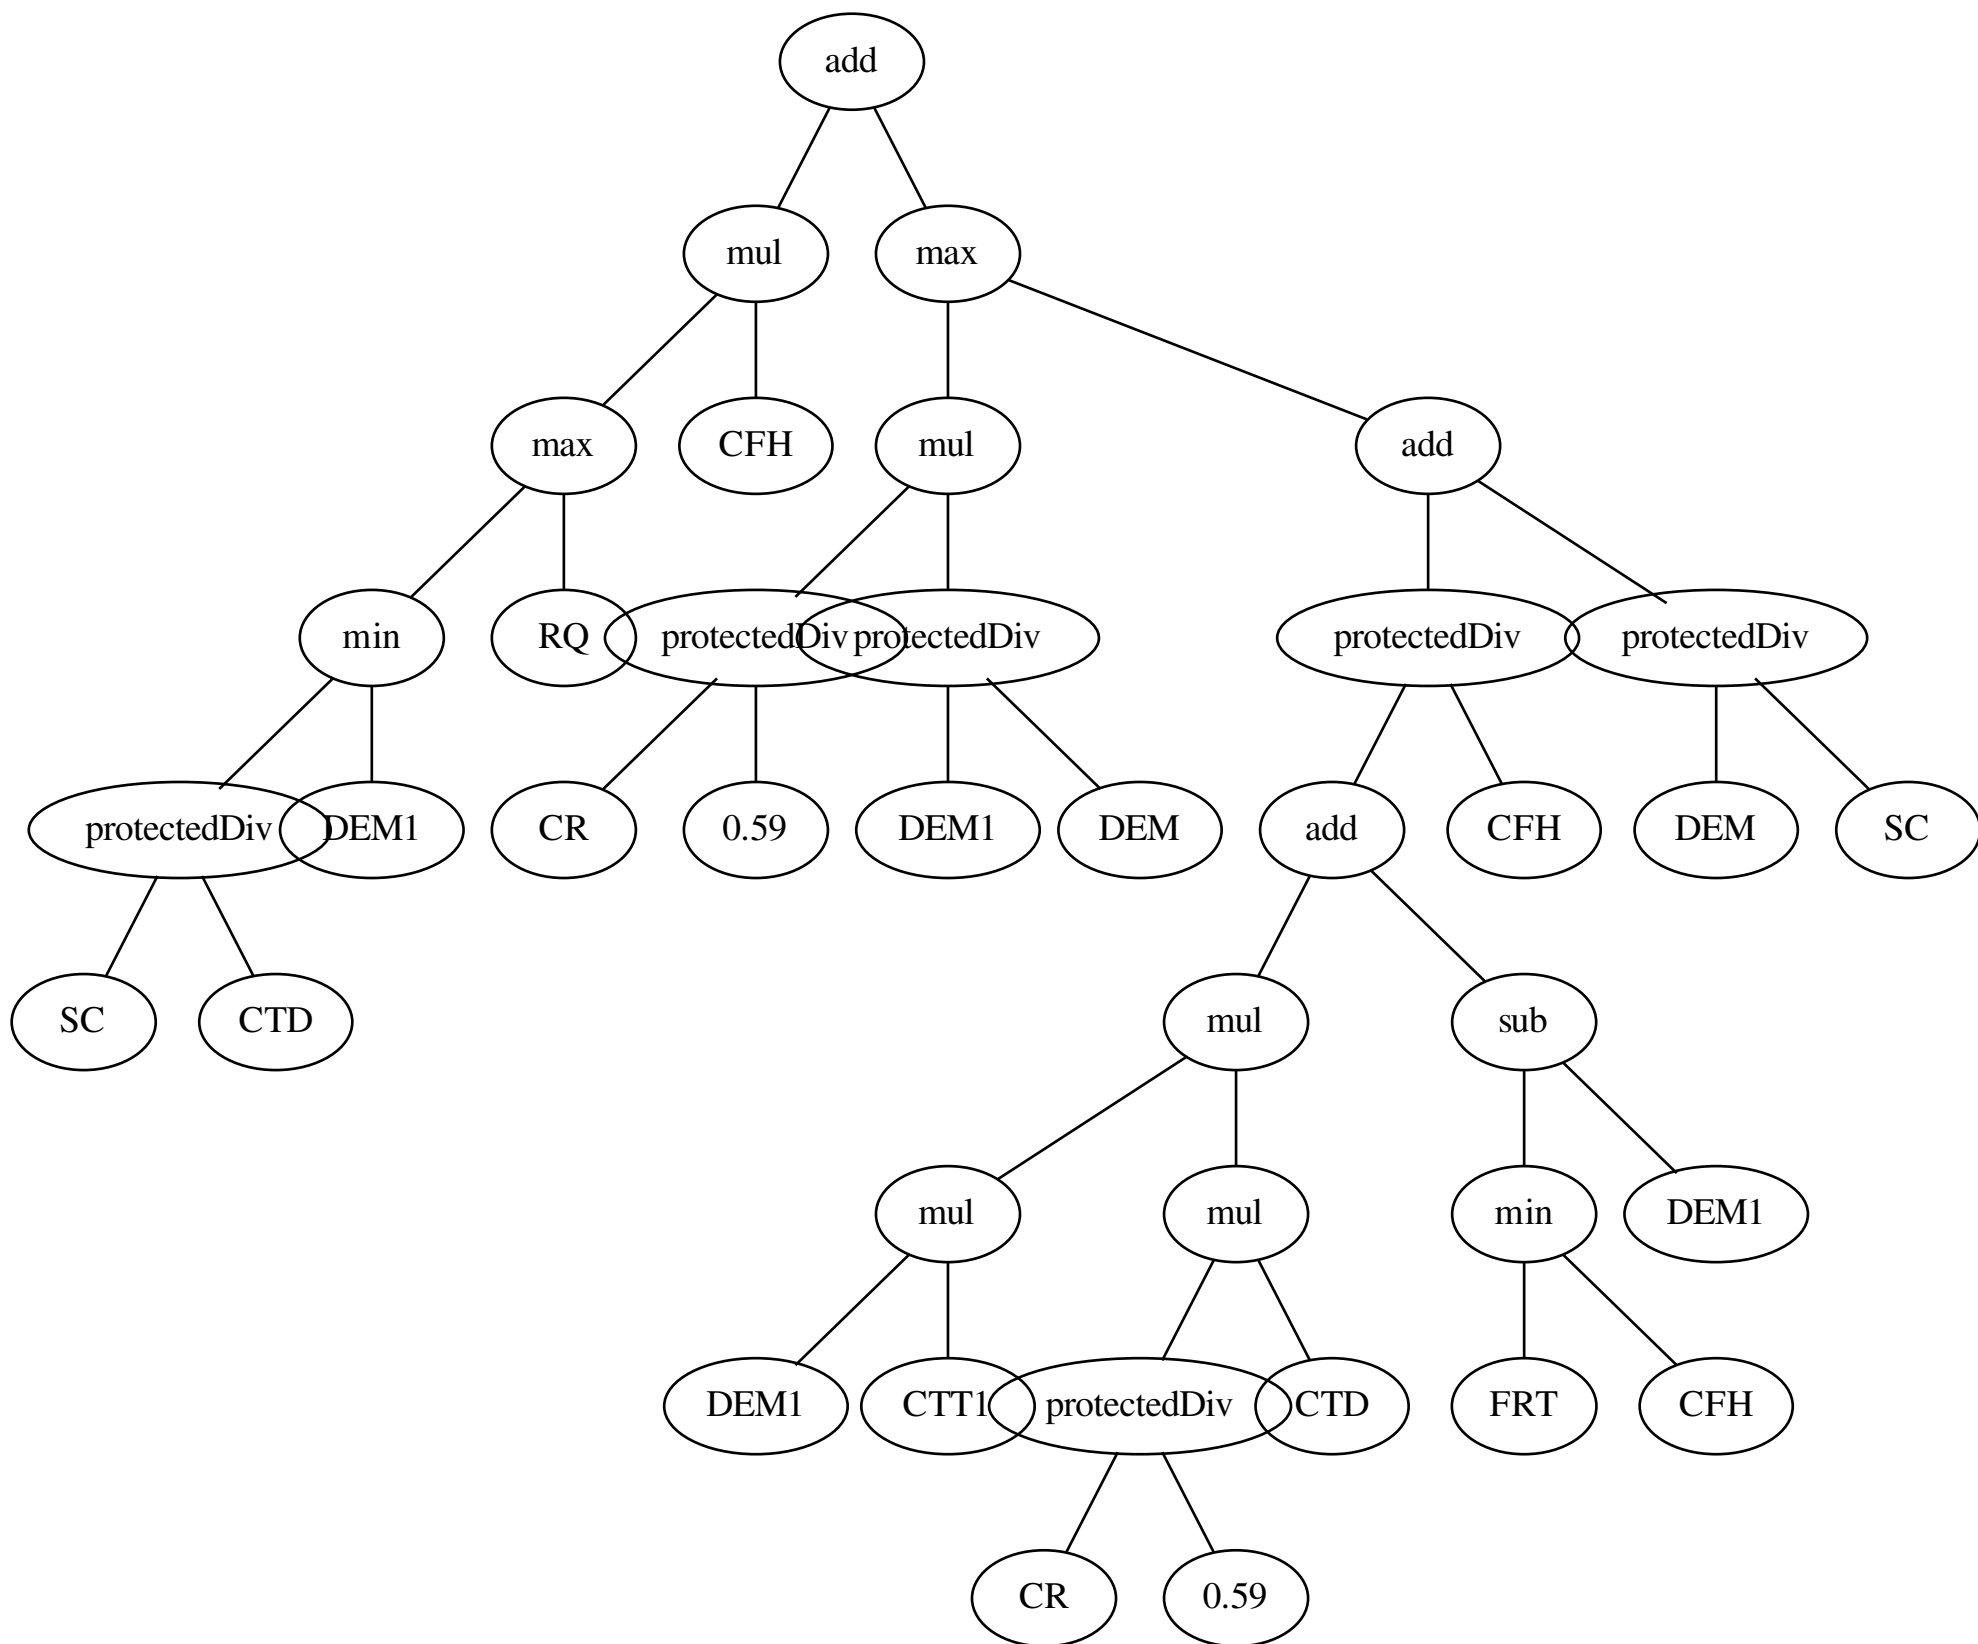 add
mul max
max CFH mul add
min RQ protectedDiv protectedDiv protectedDiv protectedDiv
protectedDiv DEM1 CR 0.59 DEM1 DEM add CFH DEM SC
SC CTD mul sub
mul mul min DEM1
DEM1 CTT1 protectedDiv CTD FRT CFH
CR 0.59